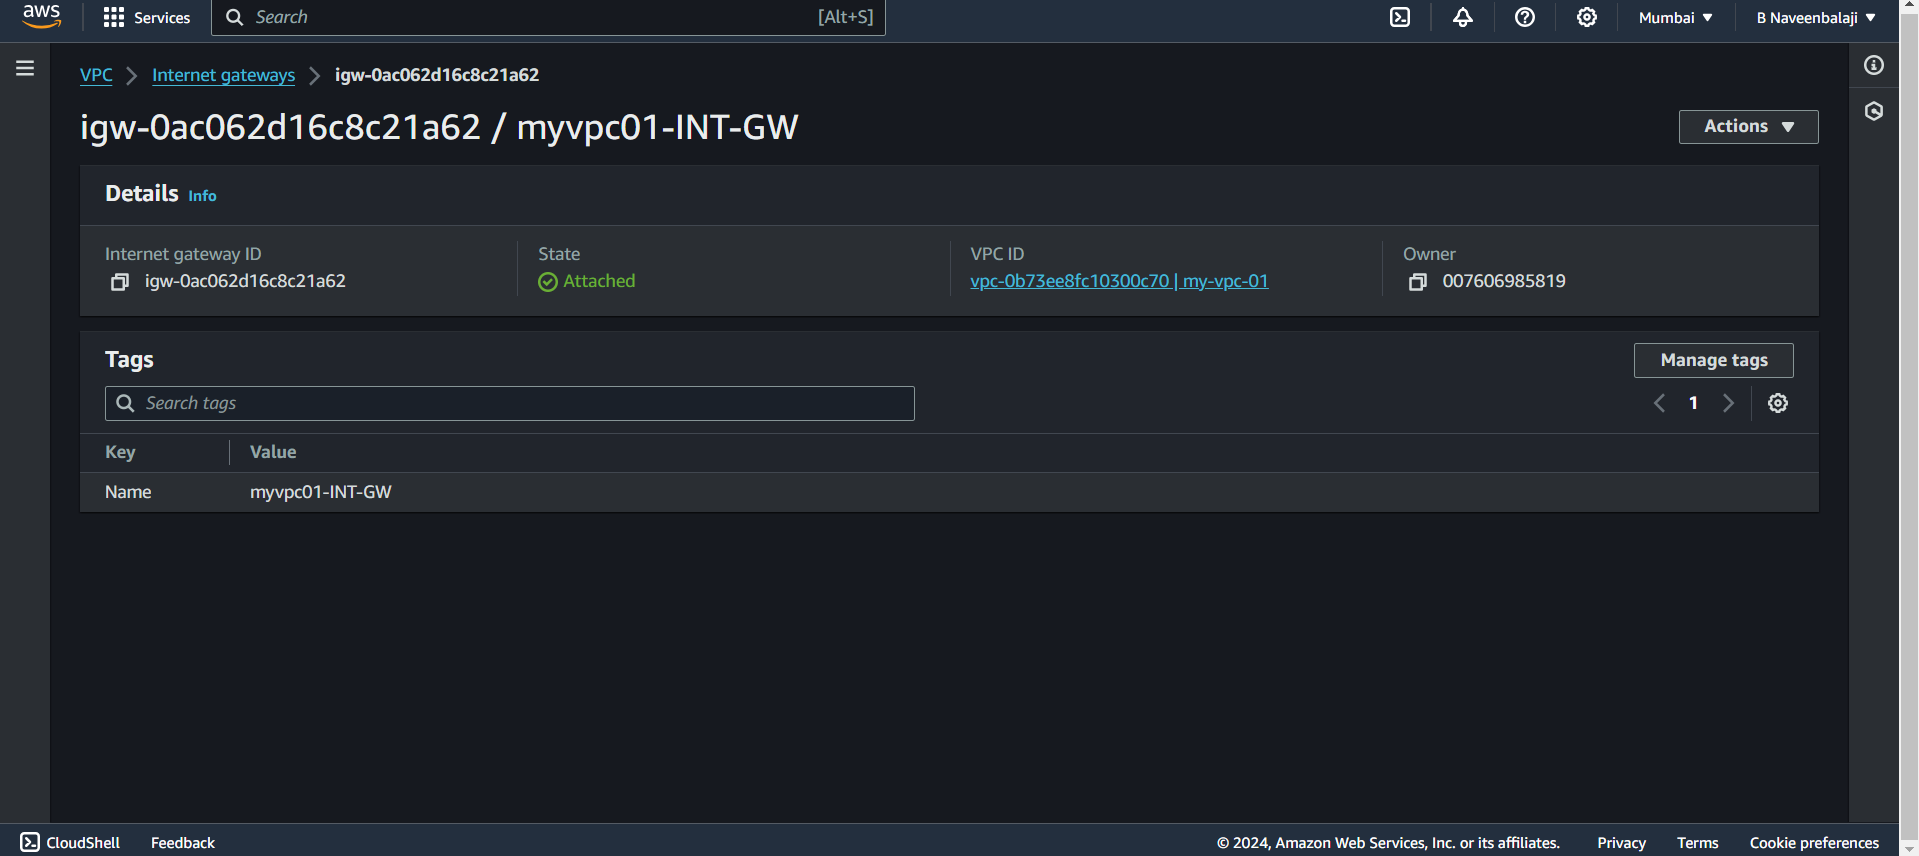 aws Services Search [Alt+S] Mumbai B Naveenbalaji
VPC Internet gateways igw-0ac062d16c8c21a62
igw-0ac062d16c8c21a62 / myvpc01-INT-GW
Actions
Details Info
Internet gateway ID State VPC ID Owner
igw-0ac062d16c8c21a62 Attached vpc-0b73ee8fc10300c70 | my-vpc-01 007606985819
Tags
Manage tags
Search tags
1
Key Value
Name myvpc01-INT-GW
CloudShell Feedback © 2024, Amazon Web Services, Inc. or its affiliates. Privacy Terms Cookie preferences